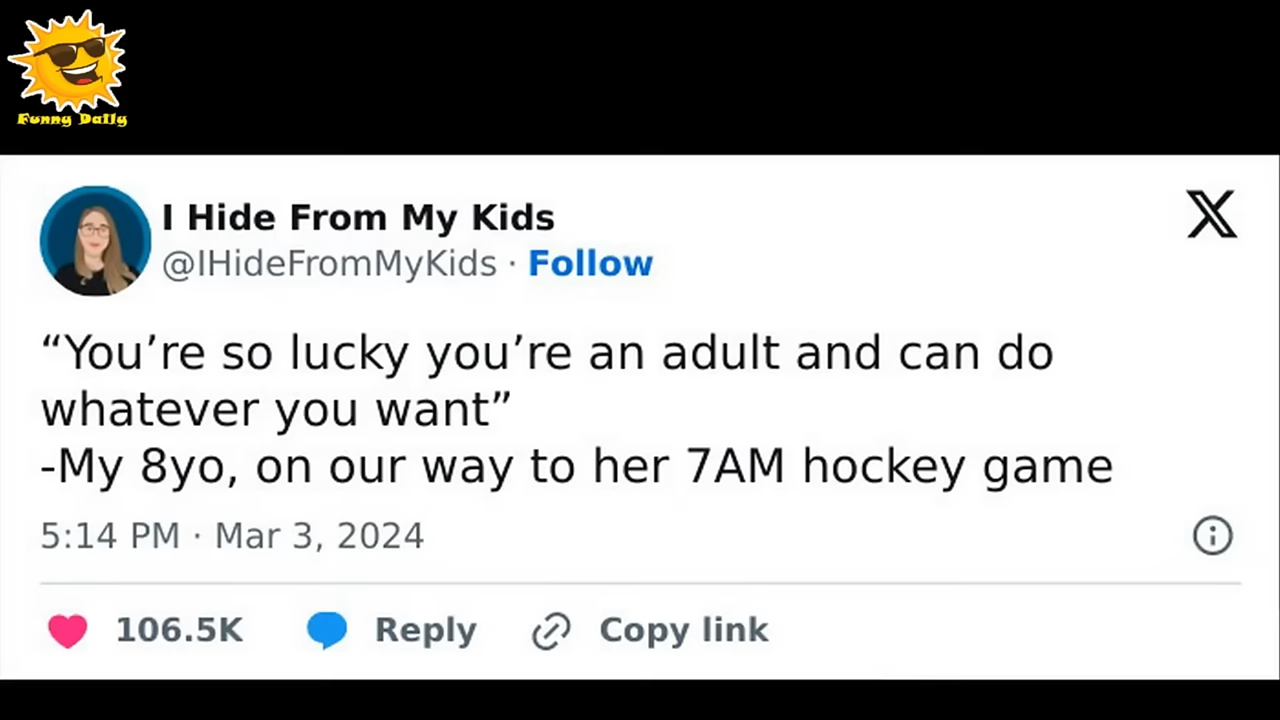 Funny Daily
I Hide From My Kids
@IHideFromMyKids · Follow
“You’re so lucky you’re an adult and can do
whatever you want”
-My 8yo, on our way to her 7AM hockey game
5:14 PM · Mar 3, 2024
106.5K Reply Copy link